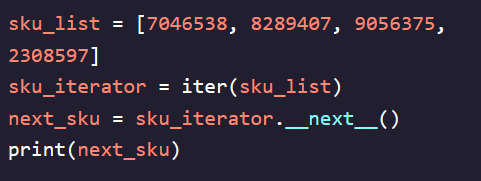 sku_list = [7046538, 8289407, 9056375,
2308597]
sku_iterator = iter(sku_list)
next_sku = sku_iterator.__next__()
print(next_sku)